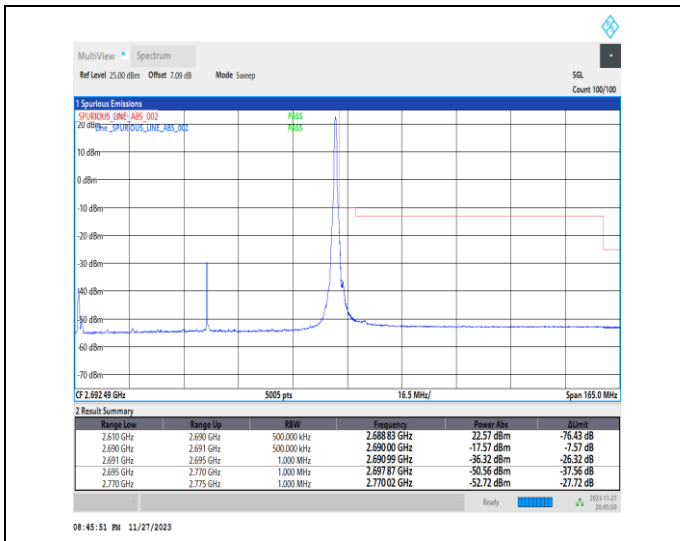 MultiView Spectrum
Ref Level 25.00 dBm Offset 7.09 dB Mode Sweep SGL
Count 100/100
1 Spurious Emissions
SPURIOUS_LINE_ABS_002 PASS
20 dBm
Line _SPURIOUS_LINE_ABS_002 PASS
10 dBm
0 dBm
-10 dBm
-20 dBm
-30 dBm
-40 dBm
-50 dBm
-60 dBm
-70 dBm
CF 2.692 49 GHz 5005 pts 16.5 MHz/ Span 165.0 MHz
2 Result Summary
Range Low Range Up RBW Frequency Power Abs ΔLimit
2.610 GHz 2.690 GHz 500.000 kHz 2.688 83 GHz 22.57 dBm -76.43 dB
2.690 GHz 2.691 GHz 500.000 kHz 2.690 00 GHz -17.57 dBm -7.57 dB
2.691 GHz 2.695 GHz 1.000 MHz 2.690 99 GHz -36.32 dBm -26.32 dB
2.695 GHz 2.770 GHz 1.000 MHz 2.697 87 GHz -50.56 dBm -37.56 dB
2.770 GHz 2.775 GHz 1.000 MHz 2.770 02 GHz -52.72 dBm -27.72 dB
Ready 2023-11-27
20:45:50
08:45:51 PM 11/27/2023